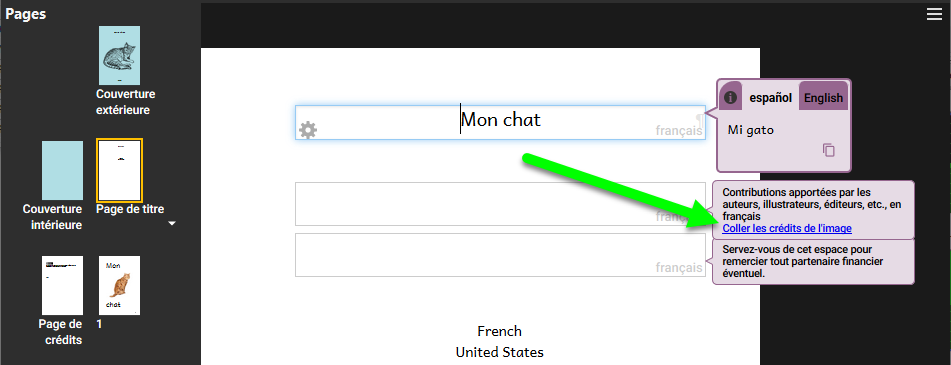 Pages
Couverture
extérieure
Couverture
intérieure
Page de titre
Page de
crédits
Mon
chat
1
Mon chat
français
español
English
Mi gato
français
Contributions apportées par les
auteurs, illustrateurs, éditeurs, etc., en
français
Coller les crédits de l'image
français
Servez-vous de cet espace pour
remercier tout partenaire financier
éventuel.
French
United States